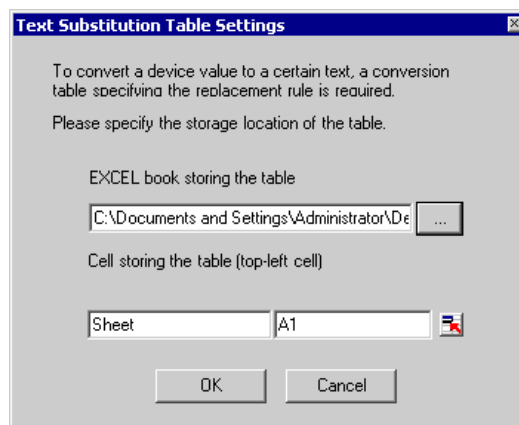 Text Substitution Table Settings
To convert a device value to a certain text, a conversion
table specifying the replacement rule is required.
Please specify the storage location of the table.
EXCEL book storing the table
C:\Documents and Settings\Administrator\De ...
Cell storing the table (top-left cell)
Sheet A1
OK Cancel